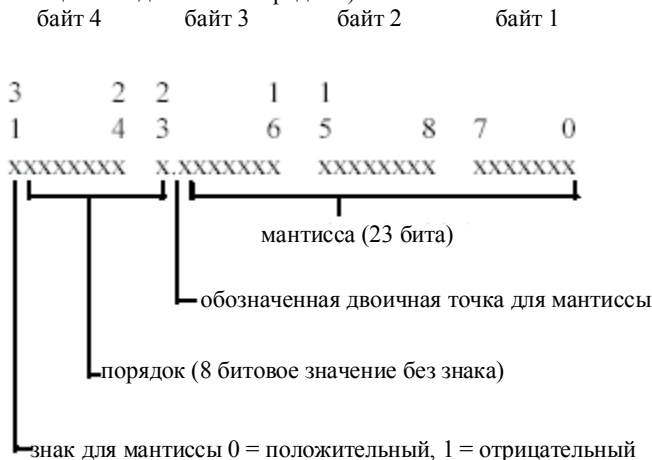 байт 4 байт 3 байт 2 байт 1
3 2 2 1 1
1 4 3 6 5 8 7 0
xxxxxxxx x.xxxxxxx xxxxxxxx xxxxxxx
мантисса (23 бита)
обозначенная двоичная точка для мантиссы
порядок (8 битовое значение без знака)
знак для мантиссы 0 = положительный, 1 = отрицательный